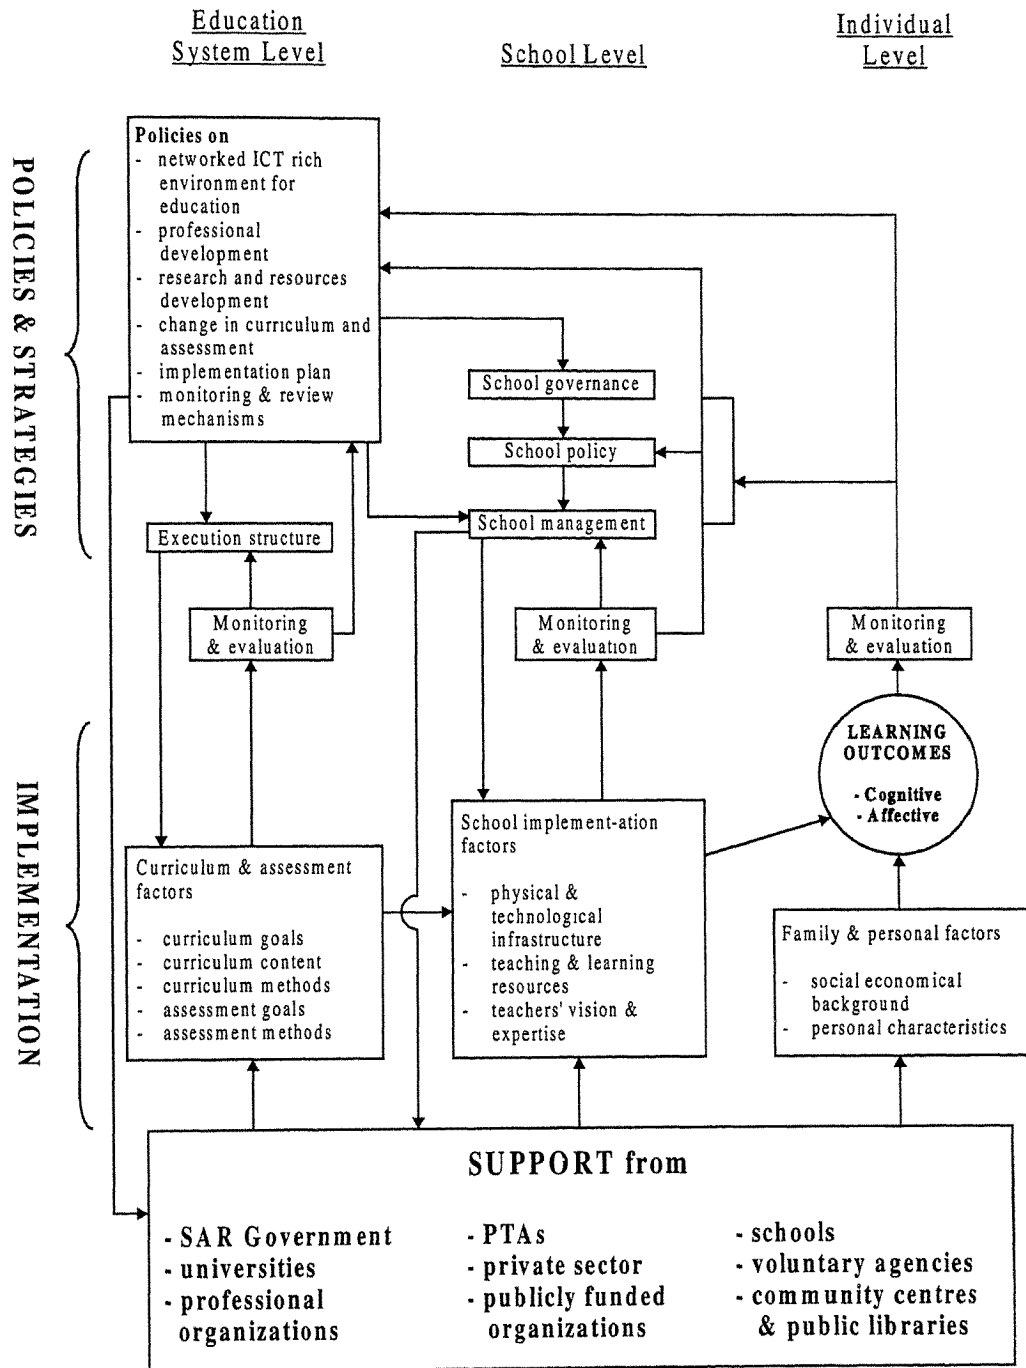 Education
System Level
School Level
Individual
Level
POLICIES & STRATEGIES
Policies on
- networked ICT rich
environment for
education
- professional
development
- research and resources
development
- change in curriculum and
assessment
- implementation plan
- monitoring & review
mechanisms
School governance
School policy
School management
Execution structure
Monitoring
& evaluation
Monitoring
& evaluation
Monitoring
& evaluation
IMPLEMENTATION
LEARNING
OUTCOMES
- Cognitive
- Affective
Curriculum & assessment
factors
- curriculum goals
- curriculum content
- curriculum methods
- assessment goals
- assessment methods
School implement-ation
factors
- physical &
technological
infrastructure
- teaching & learning
resources
- teachers' vision &
expertise
Family & personal factors
- social economical
background
- personal characteristics
SUPPORT from
- SAR Government
- universities
- professional
organizations
- PTAs
- private sector
- publicly funded
organizations
- schools
- voluntary agencies
- community centres
& public libraries